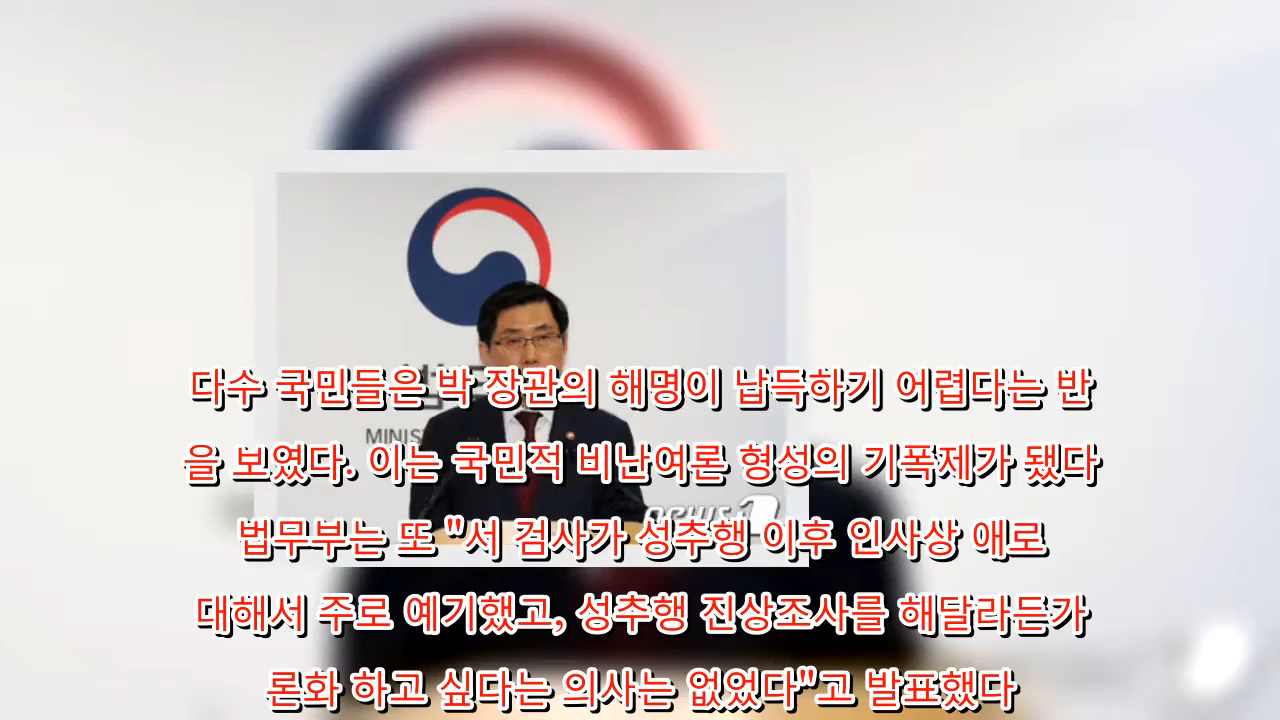 다수 국민들은 박 장관의 해명이 납득하기 어렵다는 반
을 보였다. 이는 국민적 비난여론 형성의 기폭제가 됐다
법무부는 또 "서 검사가 성추행 이후 인사상 애로
대해서 주로 예기했고, 성추행 진상조사를 해달라든가
론화 하고 싶다는 의사는 없었다"고 발표했다